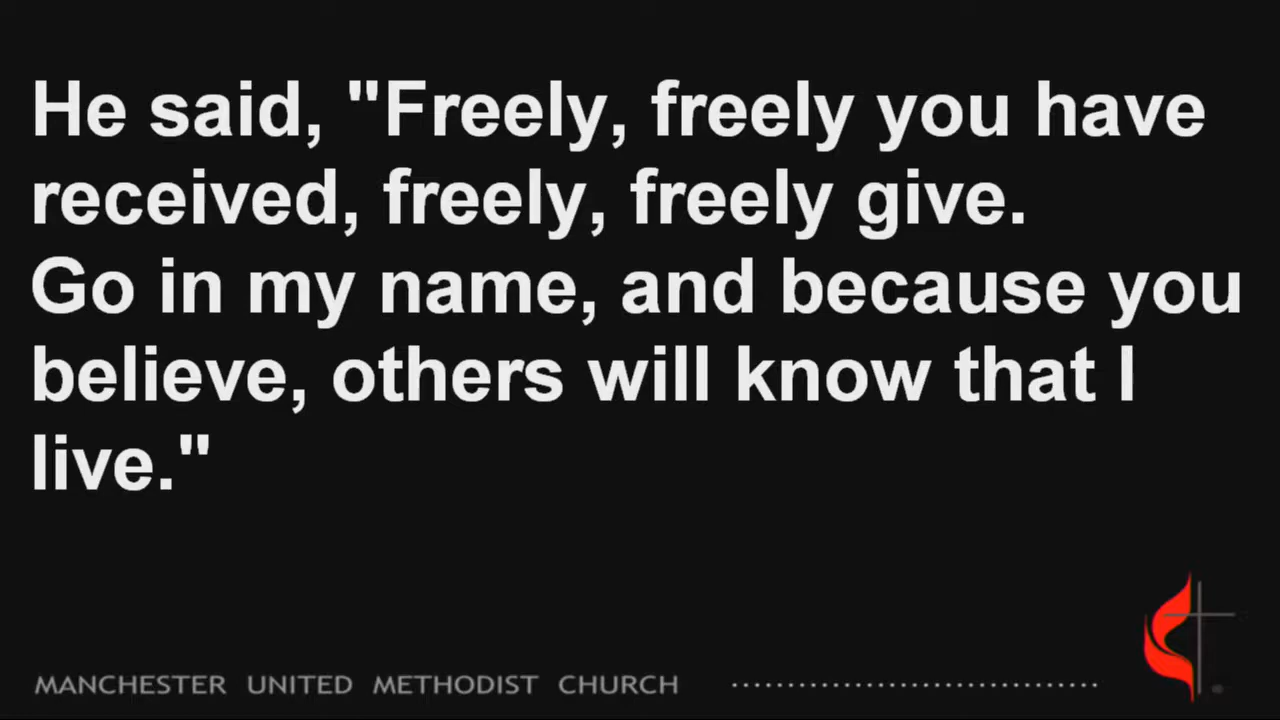 He said, "Freely, freely you have
received, freely, freely give.
Go in my name, and because you
believe, others will know that I
live."
MANCHESTER UNITED METHODIST CHURCH